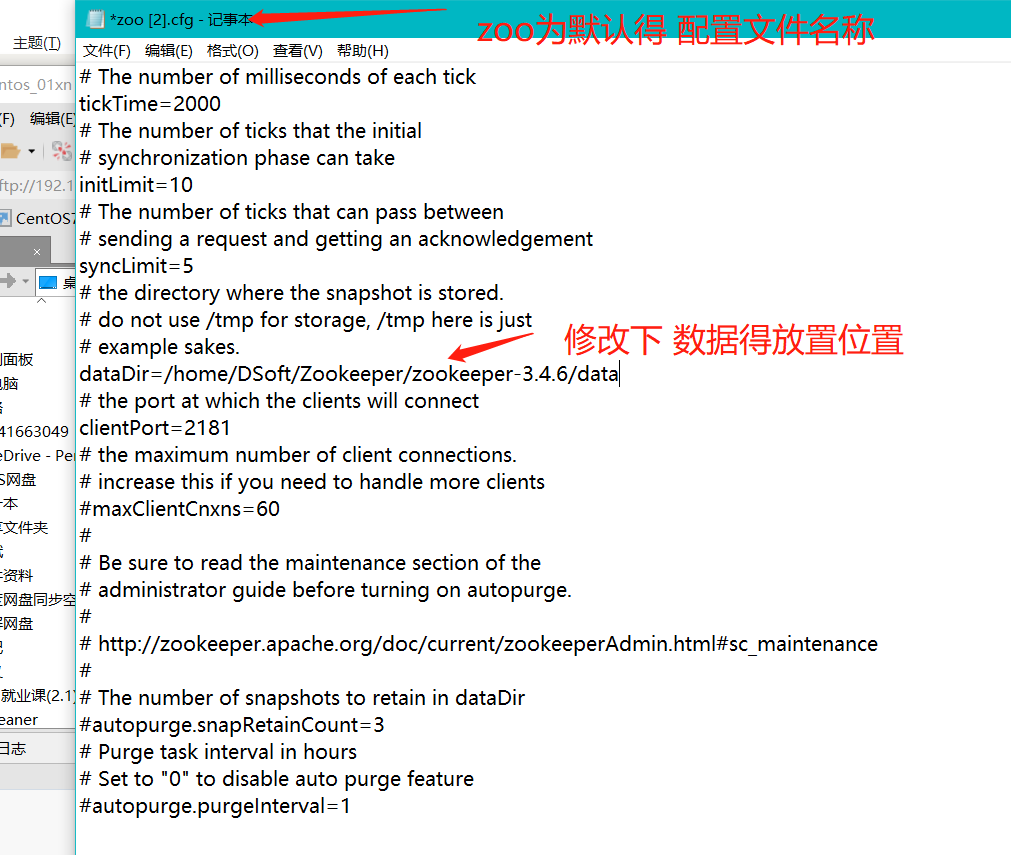 *zoo [2].cfg - 记事本
zoo为默认得 配置文件名称
主题(T)
文件(F) 编辑(E) 格式(O) 查看(V) 帮助(H)
# The number of milliseconds of each tick
ntos_01xn
tickTime=2000
(F) 编辑(E)
# The number of ticks that the initial
# synchronization phase can take
ftp://192.1
initLimit=10
# The number of ticks that can pass between
CentOS7
# sending a request and getting an acknowledgement
syncLimit=5
# the directory where the snapshot is stored.
# do not use /tmp for storage, /tmp here is just
修改下 数据得放置位置
# example sakes.
面板
dataDir=/home/DSoft/Zookeeper/zookeeper-3.4.6/data
电脑
# the port at which the clients will connect
clientPort=2181
41663049
# the maximum number of client connections.
eDrive - Per
# increase this if you need to handle more clients
S网盘
#maxClientCnxns=60
本
#
文件夹
# Be sure to read the maintenance section of the
资料
# administrator guide before turning on autopurge.
网盘同步空
#
网盘
# http://zookeeper.apache.org/doc/current/zookeeperAdmin.html#sc_maintenance
#
# The number of snapshots to retain in dataDir
就业课(2.1)
#autopurge.snapRetainCount=3
eaner
# Purge task interval in hours
日志
# Set to "0" to disable auto purge feature
#autopurge.purgeInterval=1